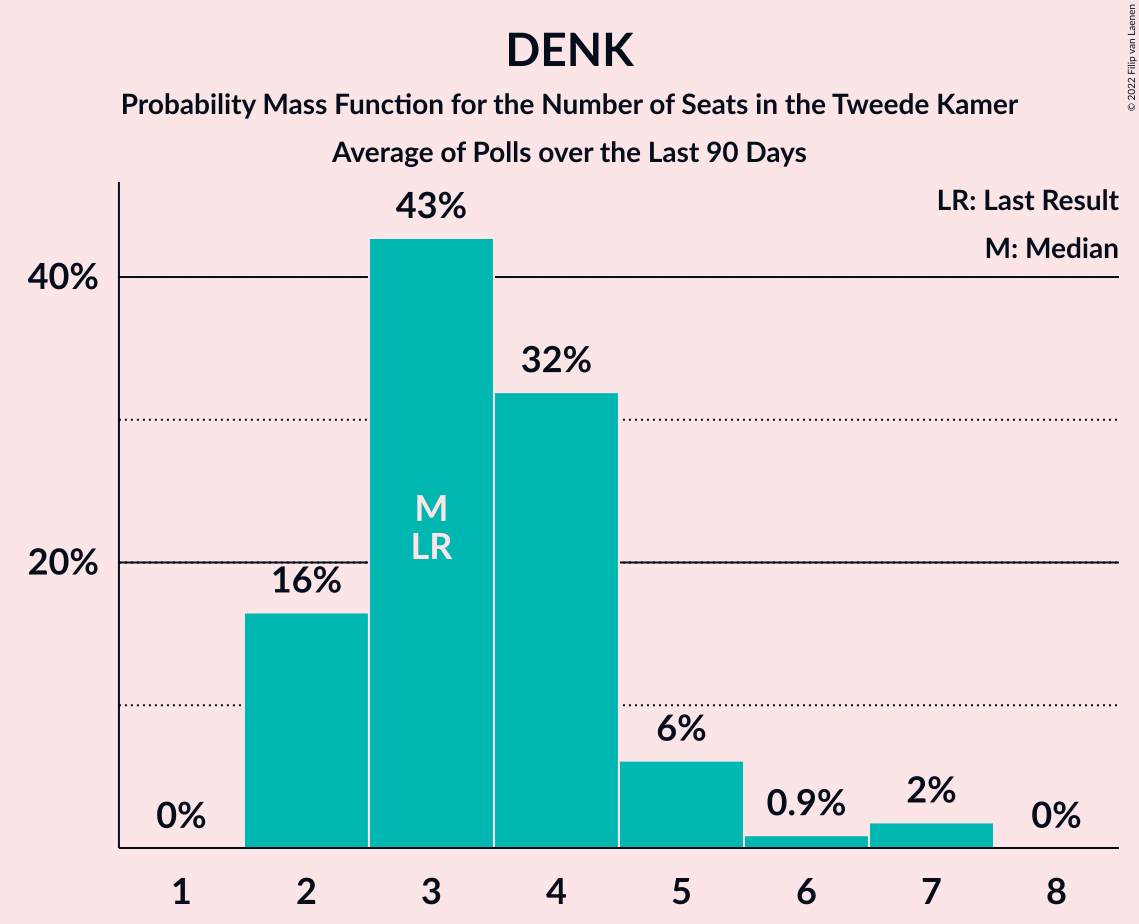 DENK
Probability Mass Function for the Number of Seats in the Tweede Kamer
Average of Polls over the Last 90 Days
© 2022 Filip van Laenen
LR: Last Result
M: Median
40%
20%
0%
16%
43%
M
LR
32%
6%
0.9%
2%
0%
1 2 3 4 5 6 7 8